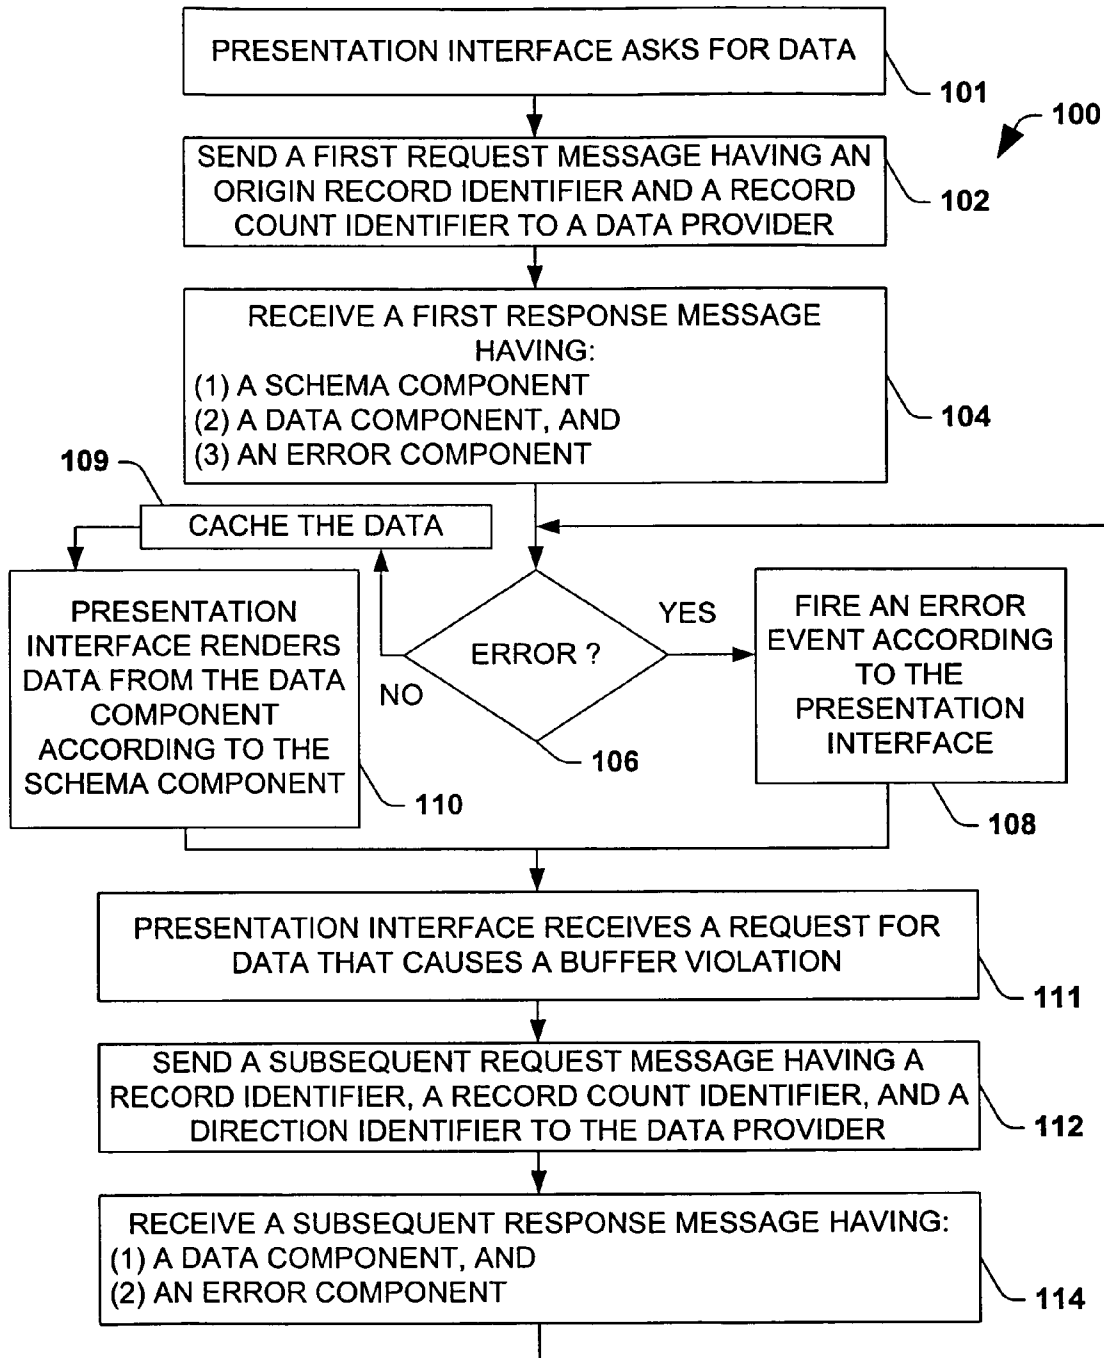 PRESENTATION INTERFACE ASKS FOR DATA
101
100
SEND A FIRST REQUEST MESSAGE HAVING AN
ORIGIN RECORD IDENTIFIER AND A RECORD
COUNT IDENTIFIER TO A DATA PROVIDER
102
RECEIVE A FIRST RESPONSE MESSAGE
HAVING:
(1) A SCHEMA COMPONENT
(2) A DATA COMPONENT, AND
(3) AN ERROR COMPONENT
104
109
CACHE THE DATA
PRESENTATION
INTERFACE RENDERS
DATA FROM THE DATA
COMPONENT
ACCORDING TO THE
SCHEMA COMPONENT
110
NO
ERROR ?
106
YES
FIRE AN ERROR
EVENT ACCORDING
TO THE
PRESENTATION
INTERFACE
108
PRESENTATION INTERFACE RECEIVES A REQUEST FOR
DATA THAT CAUSES A BUFFER VIOLATION
111
SEND A SUBSEQUENT REQUEST MESSAGE HAVING A
RECORD IDENTIFIER, A RECORD COUNT IDENTIFIER, AND A
DIRECTION IDENTIFIER TO THE DATA PROVIDER
112
RECEIVE A SUBSEQUENT RESPONSE MESSAGE HAVING:
(1) A DATA COMPONENT, AND
(2) AN ERROR COMPONENT
114